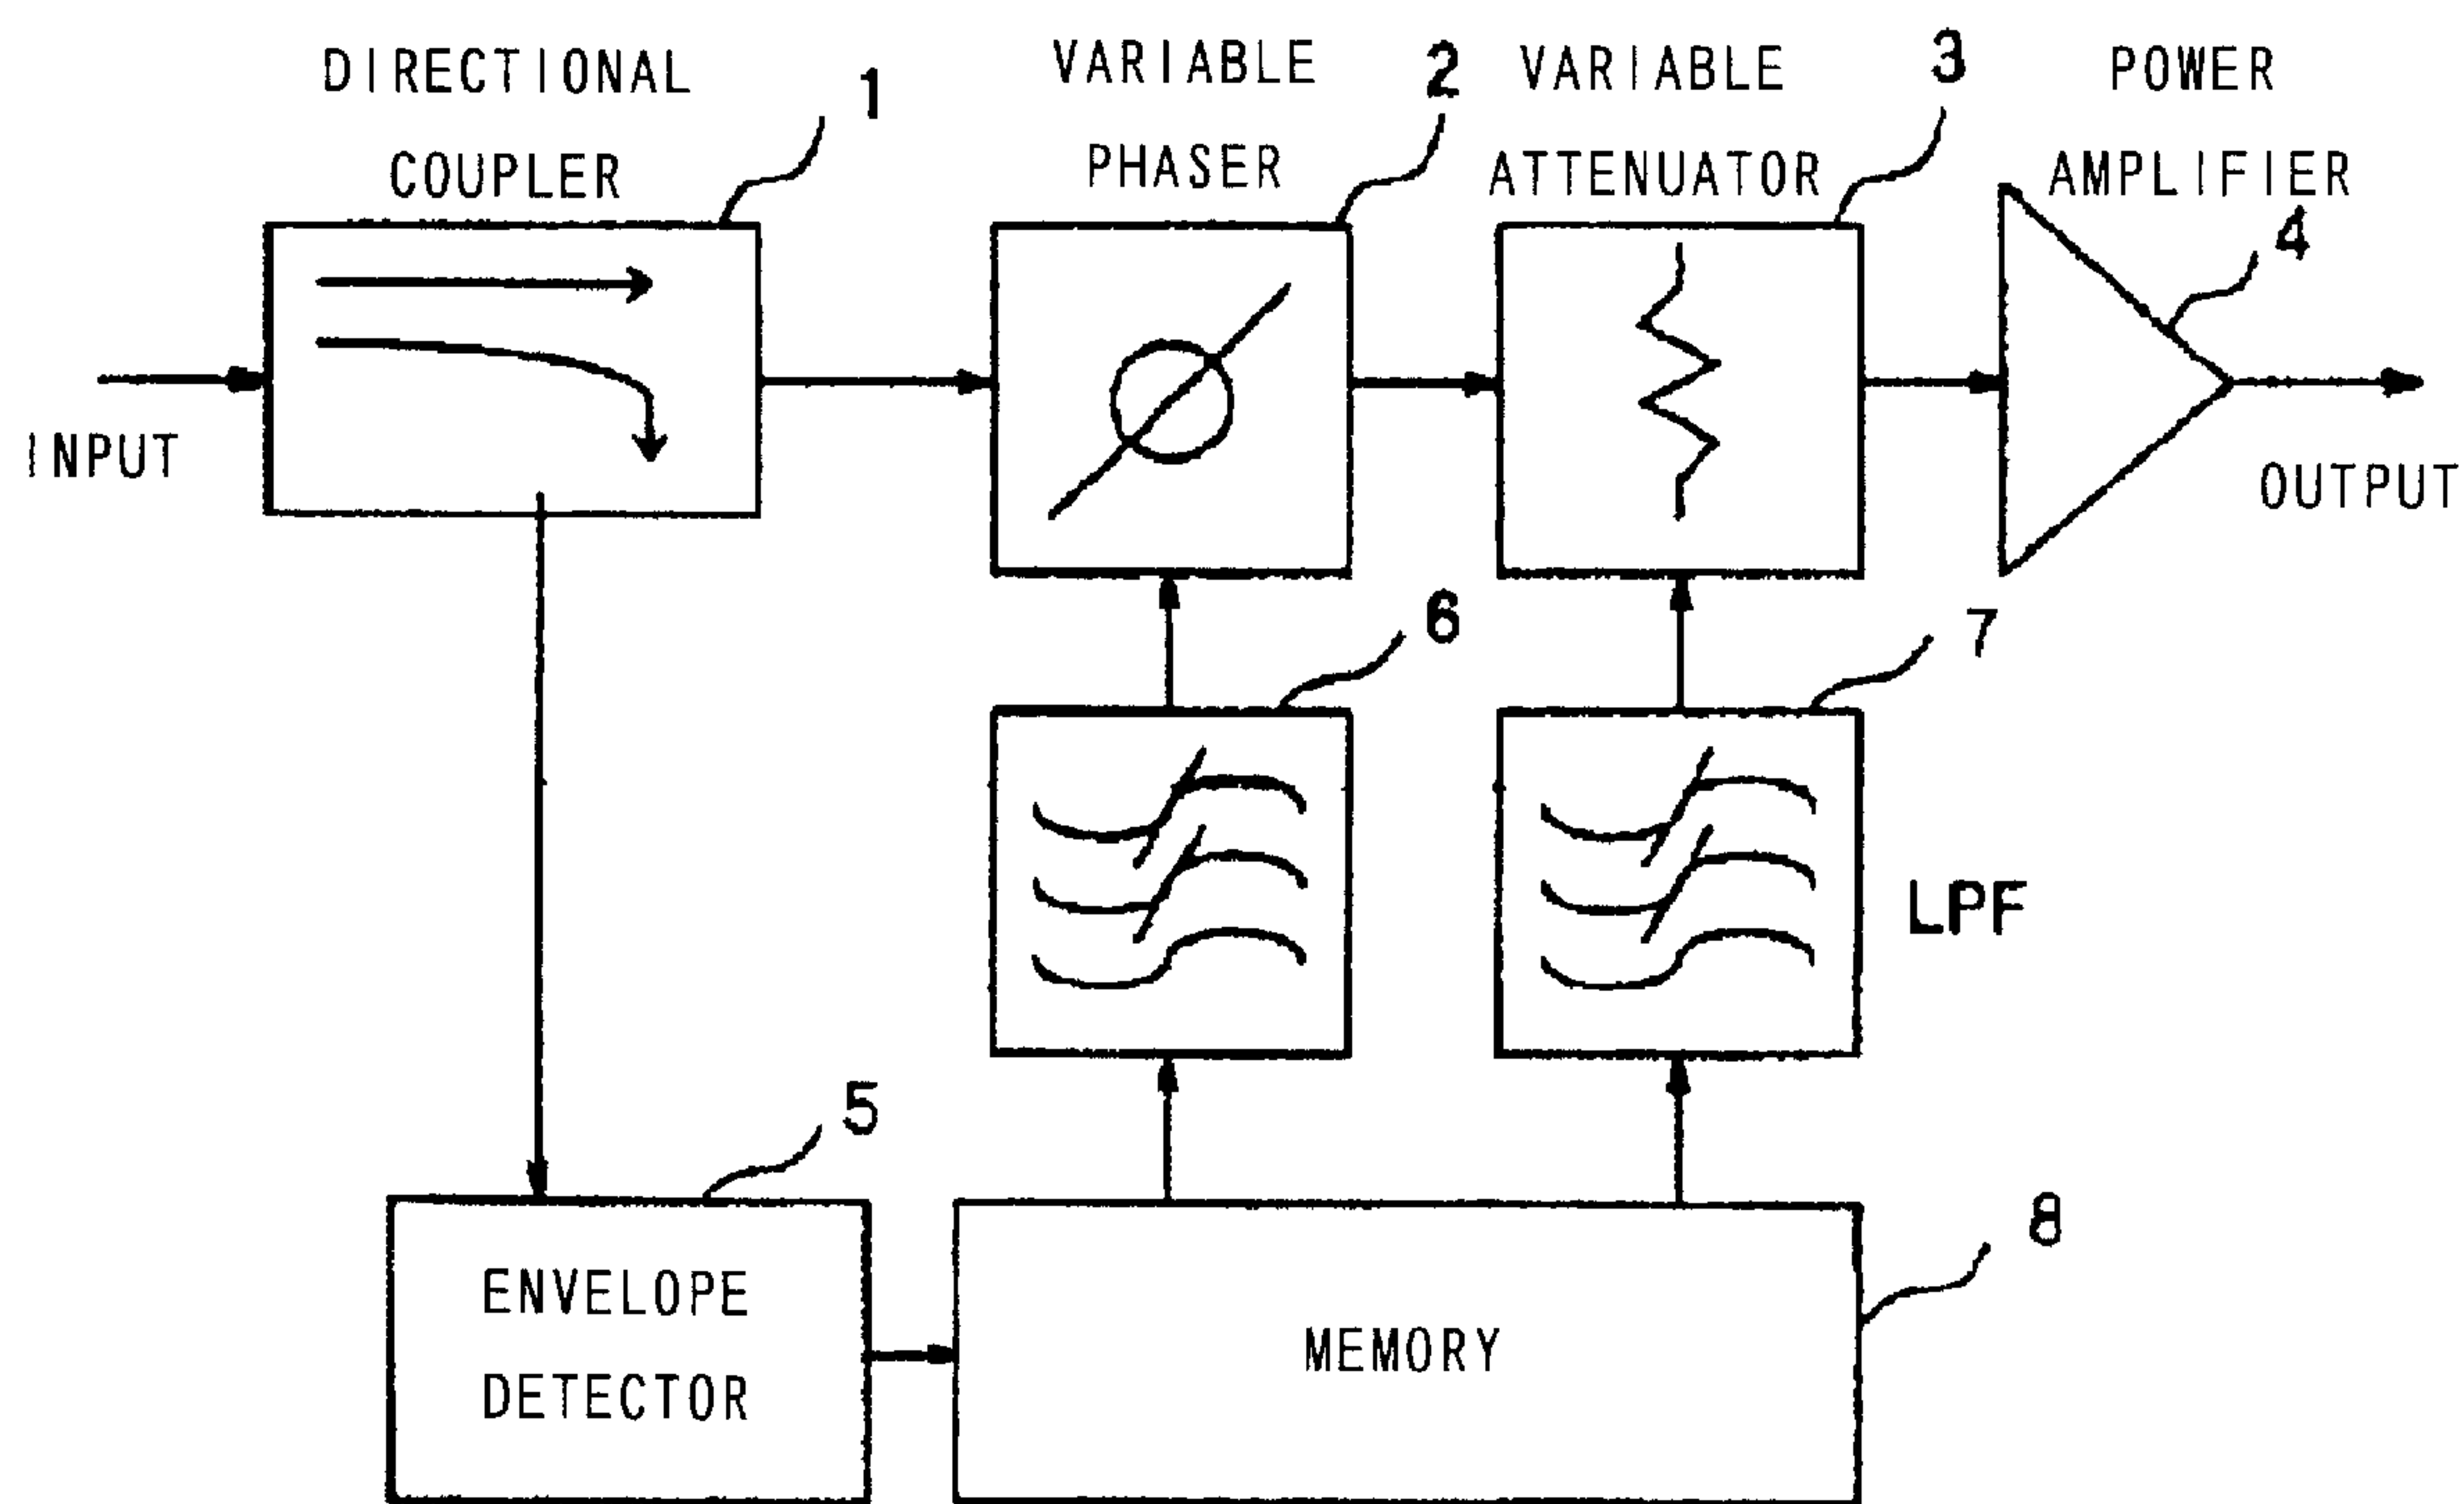 DIRECTIONAL
COUPLER
1
VARIABLE
PHASER
2
VARIABLE
ATTENUATOR
3
POWER
AMPLIFIER
4
INPUT
OUTPUT
6
7
LPF
5
ENVELOPE
DETECTOR
MEMORY
8